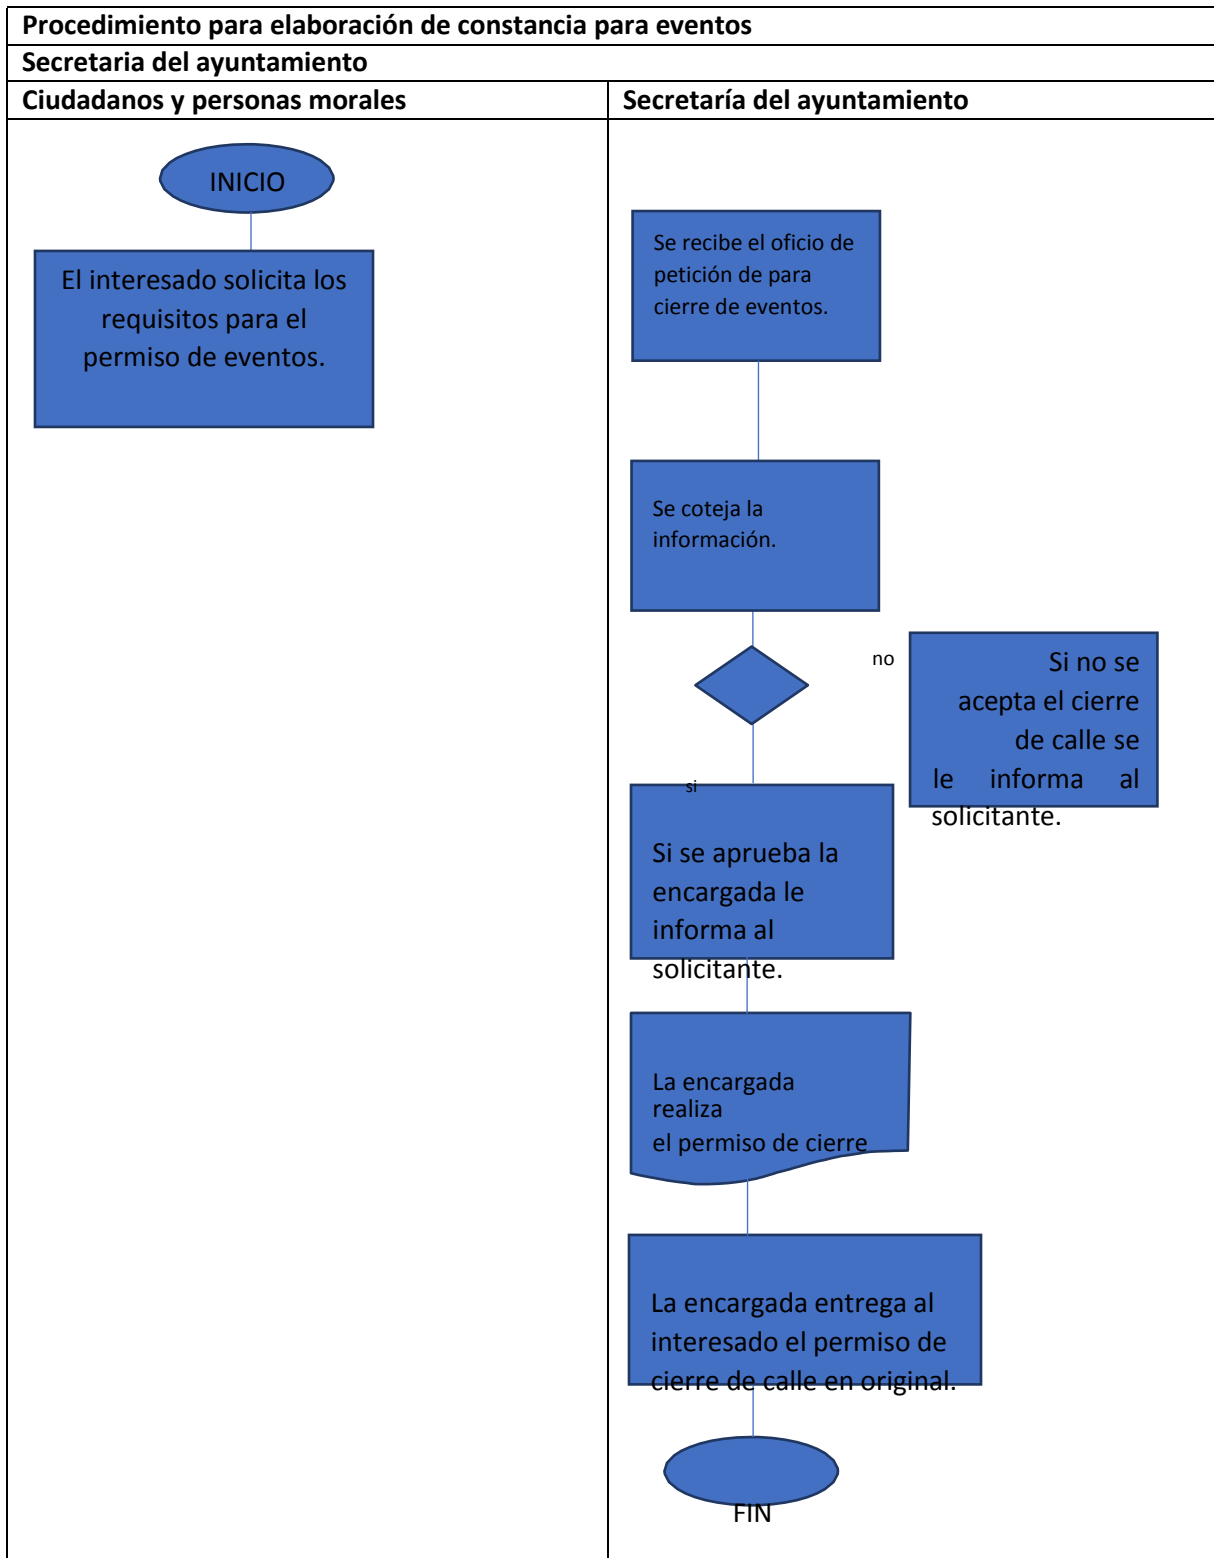 Procedimiento para elaboración de constancia para eventos
Secretaria del ayuntamiento
Ciudadanos y personas morales
Secretaría del ayuntamiento
INICIO
El interesado solicita los
requisitos para el
permiso de eventos.
Se recibe el oficio de
petición de para
cierre de eventos.
Se coteja la
información.
no
Si no se
acepta el cierre
de calle se
le informa al
solicitante.
si
Si se aprueba la
encargada le
informa al
solicitante.
La encargada
realiza
el permiso de cierre
La encargada entrega al
interesado el permiso de
cierre de calle en original.
FIN